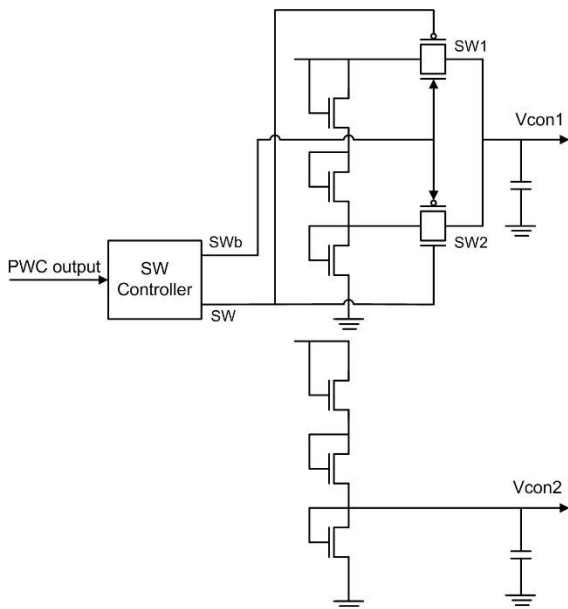 SW1
Vcon1
SWb
SW2
PWC output
SW
Controller
SW
Vcon2